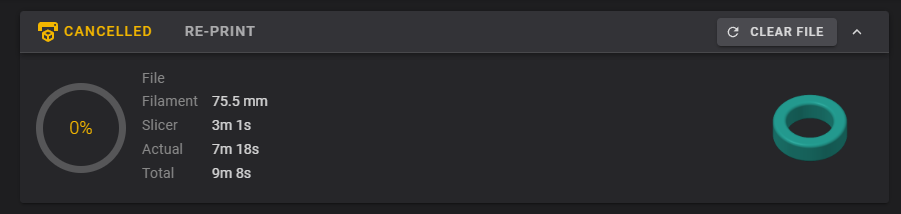 CANCELLED RE-PRINT CLEAR FILE
0%
File
Filament 75.5 mm
Slicer 3m 1s
Actual 7m 18s
Total 9m 8s